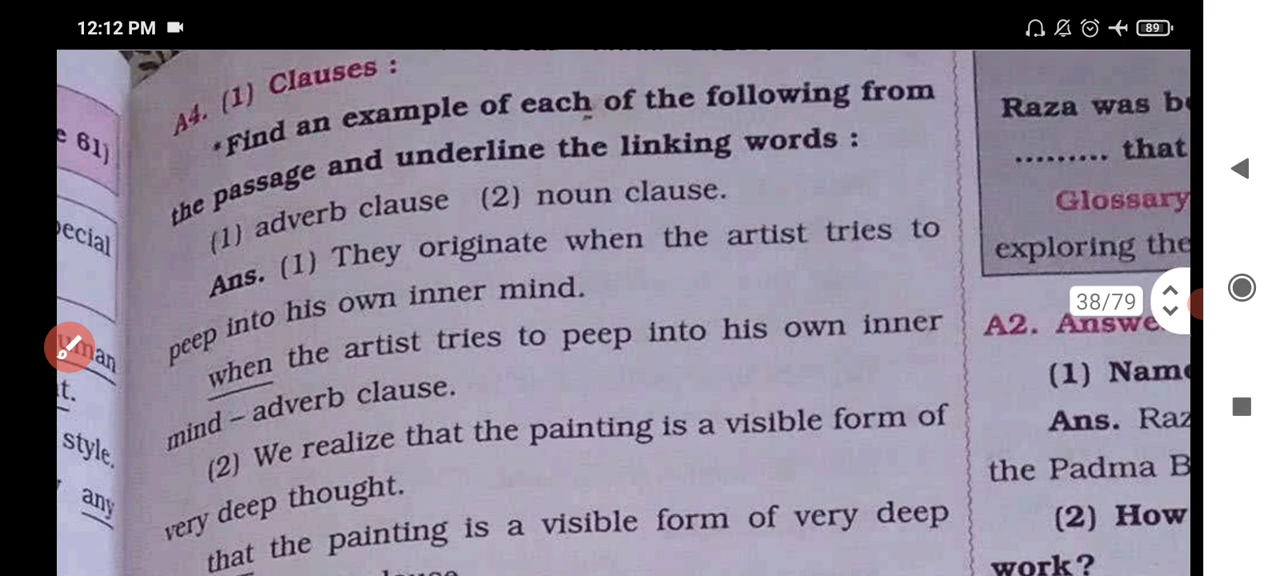 12:12 PM
89
e 61)
pecial
uman
t.
style.
any
A4. (1) Clauses :
*Find an example of each of the following from
the passage and underline the linking words :
(1) adverb clause (2) noun clause.
Ans. (1) They originate when the artist tries to
peep into his own inner mind.
when the artist tries to peep into his own inner
mind – adverb clause.
(2) We realize that the painting is a visible form of
very deep thought.
that the painting is a visible form of very deep
Raza was b
......... that
Glossary
exploring the
38/79
A2. Answe
(1) Name
Ans. Raz
the Padma B
(2) How
work?